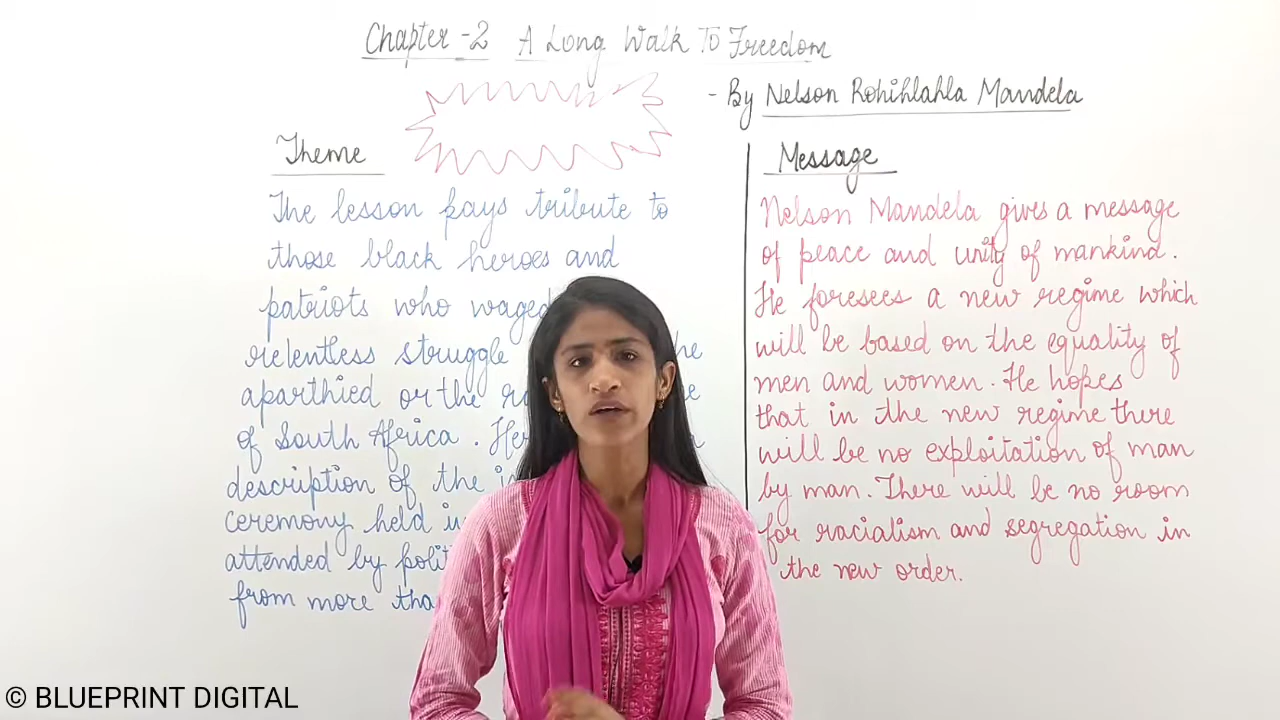 Chapter -2 A Long Walk To Freedom
- By Nelson Rohihlahla Mandela
Theme
The lesson pays tribute to
those black heroes and
patriots who waged
relentless struggle
aparthied or the
of South Africa .
description of the
ceremony held
attended by
from more
Message
Nelson Mandela gives a message
of peace and unity of mankind.
He foresees a new regime which
will be based on the equality of
men and women. He hopes
that in the new regime there
will be no exploitation of man
by man. There will be no room
for racialism and segregation in
the new order.
© BLUEPRINT DIGITAL